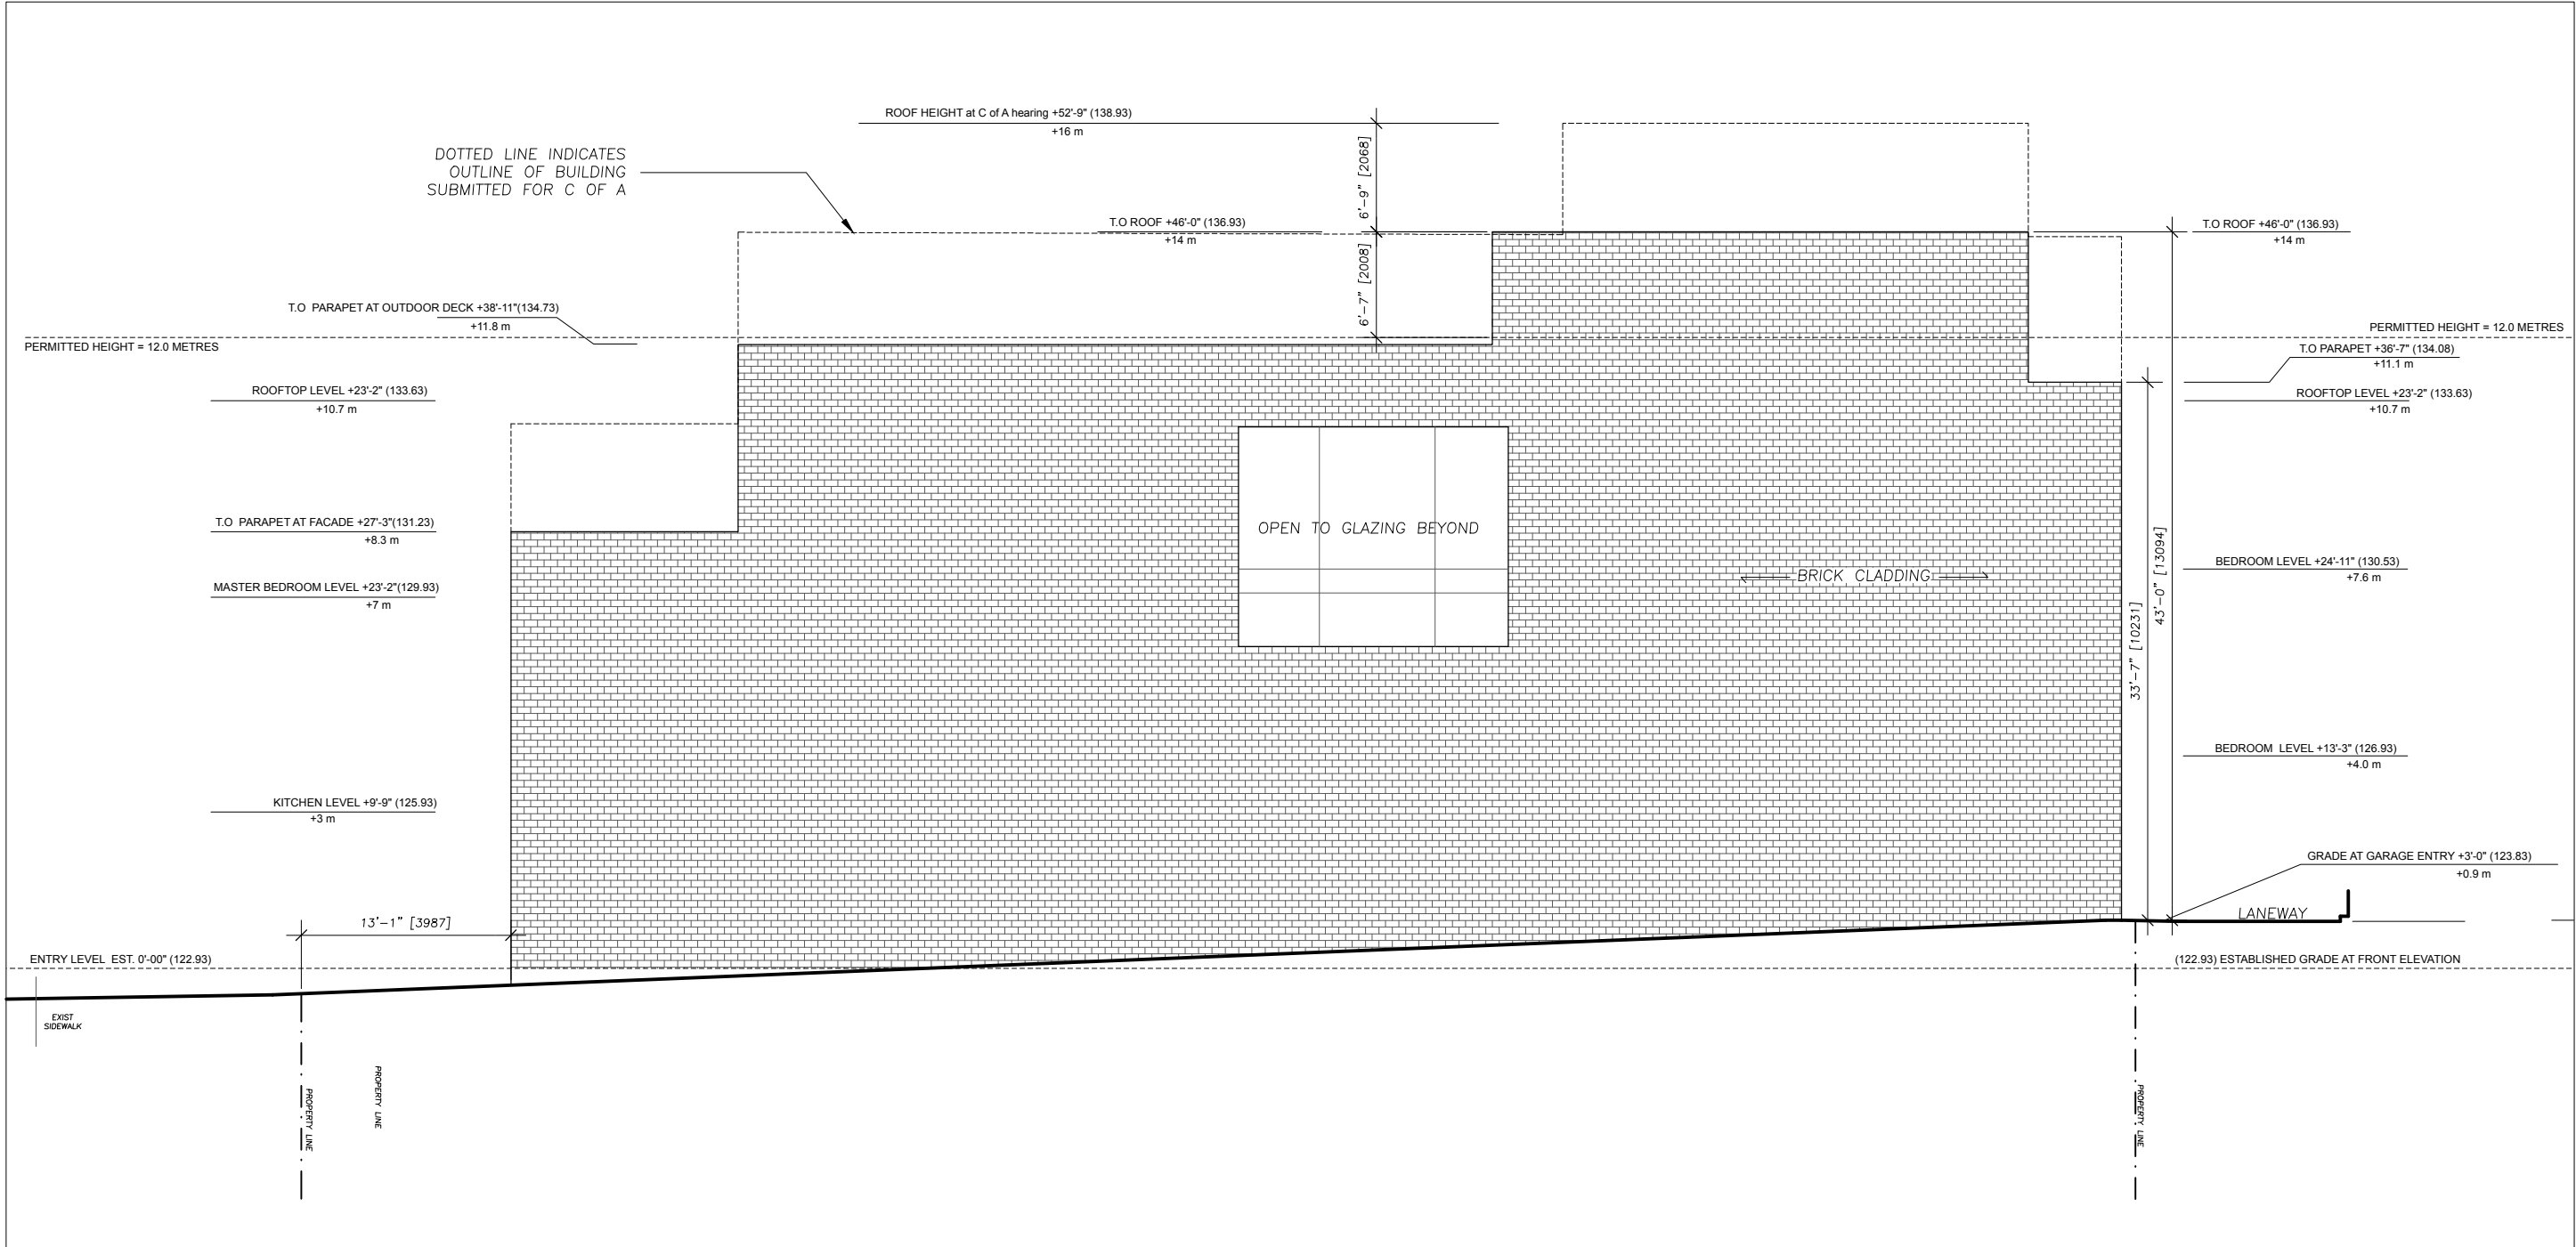 ROOF HEIGHT at C of A hearing +52'-9" (138.93)
+16 m
DOTTED LINE INDICATES
OUTLINE OF BUILDING
SUBMITTED FOR C OF A
6'-9" [2068]
T.O ROOF +46'-0" (136.93)
+14 m
T.O ROOF +46'-0" (136.93)
+14 m
6'-7" [2008]
T.O PARAPET AT OUTDOOR DECK +38'-11"(134.73)
+11.8 m
PERMITTED HEIGHT = 12.0 METRES
PERMITTED HEIGHT = 12.0 METRES
T.O PARAPET +36'-7" (134.08)
+11.1 m
ROOFTOP LEVEL +23'-2" (133.63)
+10.7 m
ROOFTOP LEVEL +23'-2" (133.63)
+10.7 m
T.O PARAPET AT FACADE +27'-3"(131.23)
+8.3 m
OPEN TO GLAZING BEYOND
BRICK CLADDING
43'-0" [13094]
33'-7" [10231]
BEDROOM LEVEL +24'-11" (130.53)
+7.6 m
MASTER BEDROOM LEVEL +23'-2"(129.93)
+7 m
BEDROOM LEVEL +13'-3" (126.93)
+4.0 m
KITCHEN LEVEL +9'-9" (125.93)
+3 m
GRADE AT GARAGE ENTRY +3'-0" (123.83)
+0.9 m
LANEWAY
13'-1" [3987]
ENTRY LEVEL EST. 0'-00" (122.93)
(122.93) ESTABLISHED GRADE AT FRONT ELEVATION
EXIST
SIDEWALK
PROPERTY LINE
PROPERTY LINE
PROPERTY LINE